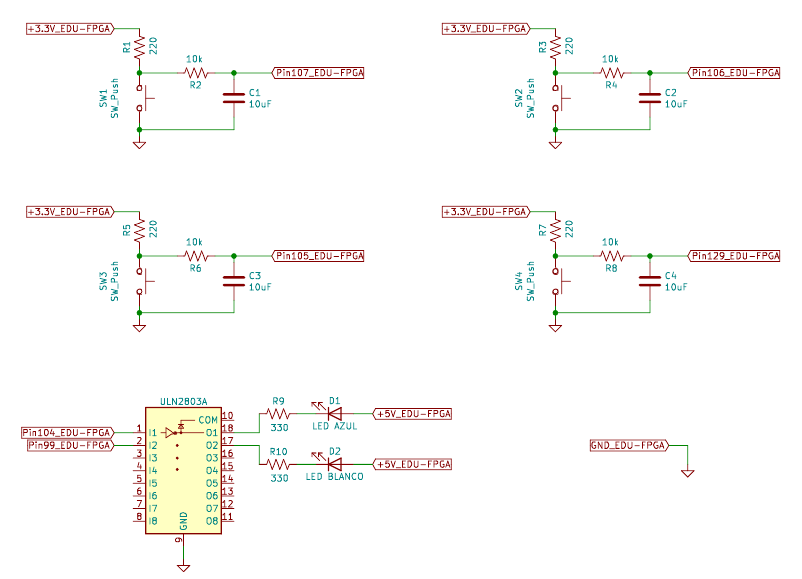 +3.3V_EDU-FPGA
R1
220
10k
R2
Pin107_EDU-FPGA
SW1
SW_Push
C1
10uF
+3.3V_EDU-FPGA
R3
220
10k
R4
Pin106_EDU-FPGA
SW2
SW_Push
C2
10uF
+3.3V_EDU-FPGA
R5
220
10k
R6
Pin105_EDU-FPGA
SW3
SW_Push
C3
10uF
+3.3V_EDU-FPGA
R7
220
10k
R8
Pin129_EDU-FPGA
SW4
SW_Push
C4
10uF
ULN2803A
COM 10
Pin104_EDU-FPGA 1 I1 O1 18
Pin99_EDU-FPGA 2 I2 O2 17
3 I3 O3 16
4 I4 O4 15
5 I5 O5 14
6 I6 O6 13
7 I7 O7 12
8 I8 O8 11
GND
9
R9
330
D1
LED AZUL
+5V_EDU-FPGA
R10
330
D2
LED BLANCO
+5V_EDU-FPGA
GND_EDU-FPGA